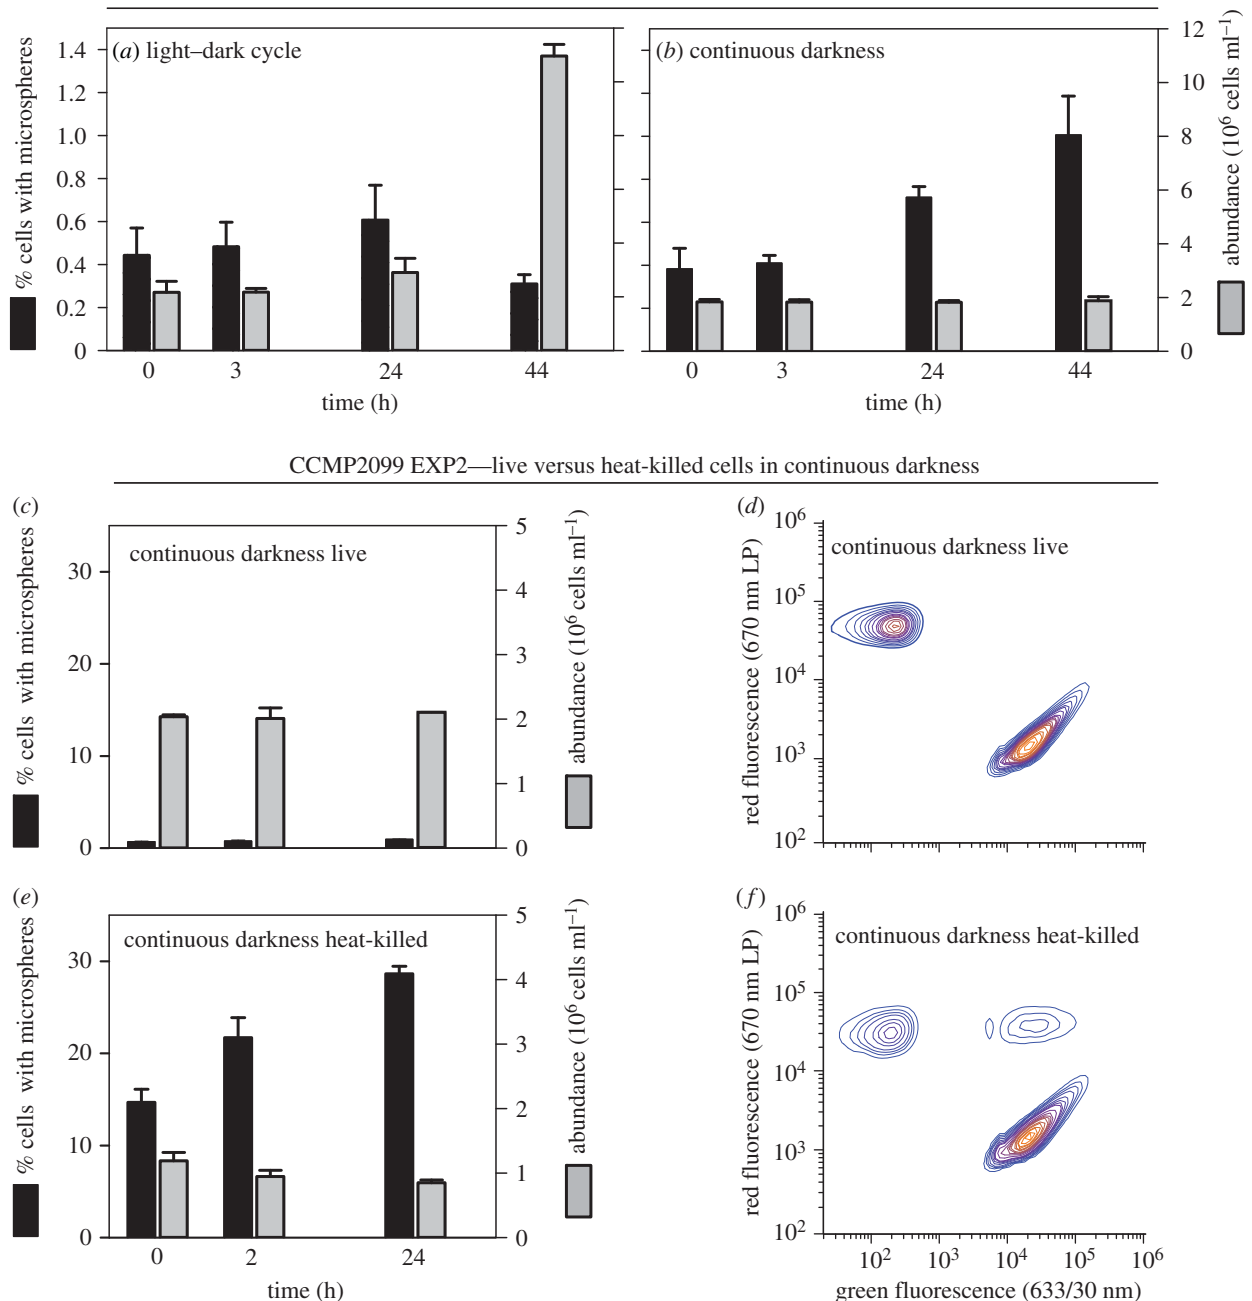 (a) light–dark cycle
(b) continuous darkness
% cells with microspheres
1.4
1.2
1.0
0.8
0.6
0.4
0.2
0
0 3 24 44
time (h)
0 3 24 44
time (h)
12
10
8
6
4
2
0
abundance (10⁶ cells ml⁻¹)
CCMP2099 EXP2—live versus heat-killed cells in continuous darkness
(c)
continuous darkness live
% cells with microspheres
30
20
10
0
5
4
3
2
1
0
abundance (10⁶ cells ml⁻¹)
(d)
continuous darkness live
red fluorescence (670 nm LP)
10⁶
10⁵
10⁴
10³
10²
(e)
continuous darkness heat-killed
% cells with microspheres
30
20
10
0
0 2 24
time (h)
5
4
3
2
1
0
abundance (10⁶ cells ml⁻¹)
(f)
continuous darkness heat-killed
red fluorescence (670 nm LP)
10⁶
10⁵
10⁴
10³
10²
10² 10³ 10⁴ 10⁵ 10⁶
green fluorescence (633/30 nm)